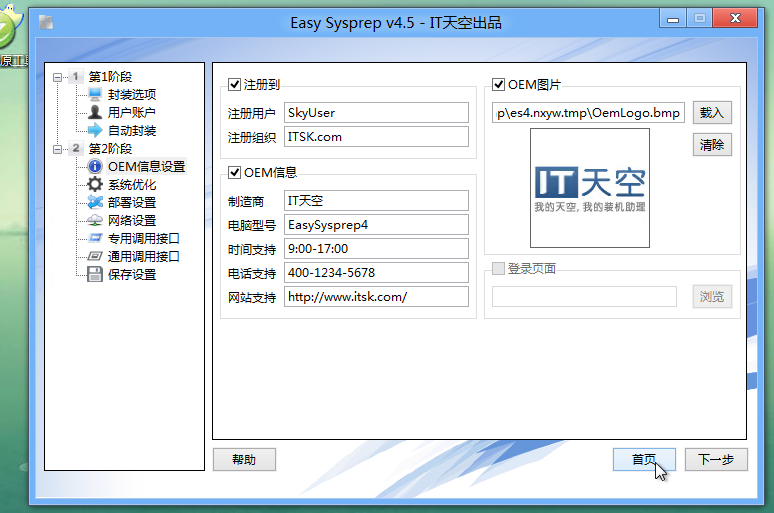 Easy Sysprep v4.5 - IT天空出品
1 第1阶段
封装选项
用户账户
自动封装
2 第2阶段
OEM信息设置
系统优化
部署设置
网络设置
专用调用接口
通用调用接口
保存设置
注册到
注册用户 SkyUser
注册组织 ITSK.com
OEM信息
制造商 IT天空
电脑型号 EasySysprep4
时间支持 9:00-17:00
电话支持 400-1234-5678
网站支持 http://www.itsk.com/
OEM图片
p\es4.nxyw.tmp\OemLogo.bmp 载入
清除
IT天空
我的天空, 我的装机助理
登录页面
浏览
帮助 首页 下一步